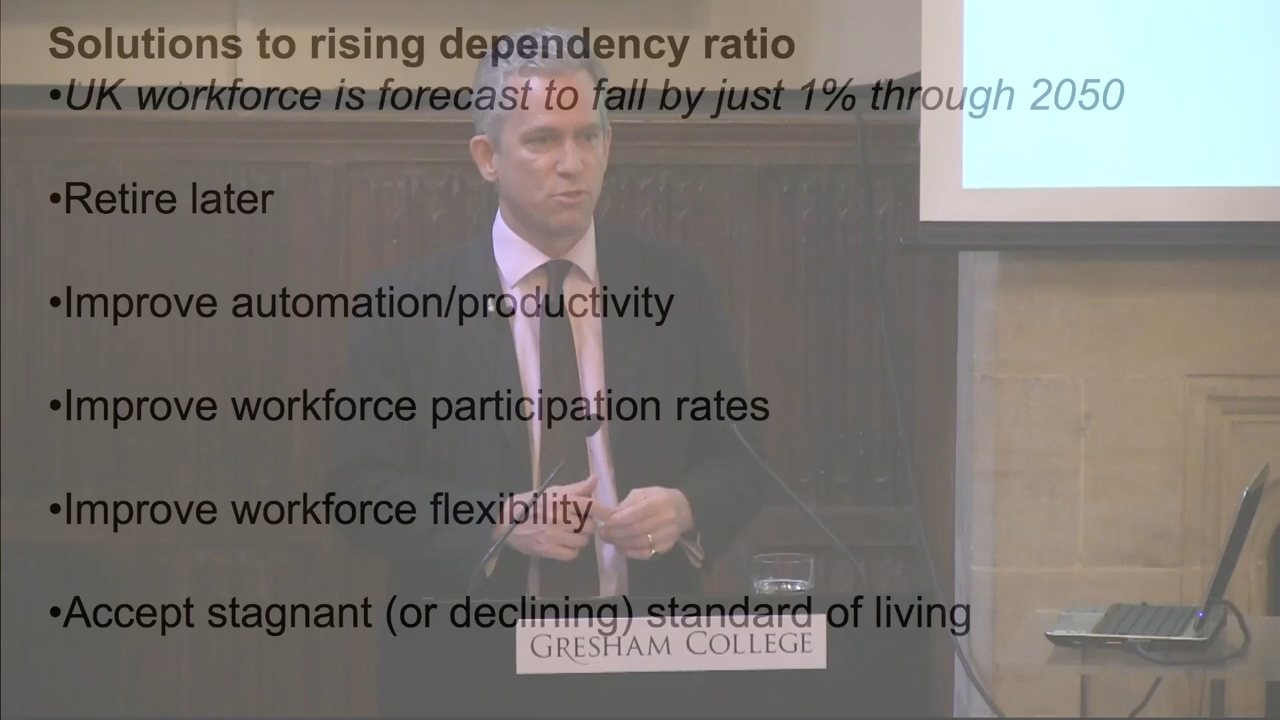 Solutions to rising dependency ratio
•UK workforce is forecast to fall by just 1% through 2050
•Retire later
•Improve automation/productivity
•Improve workforce participation rates
•Improve workforce flexibility
•Accept stagnant (or declining) standard of living
GRESHAM COLLEGE